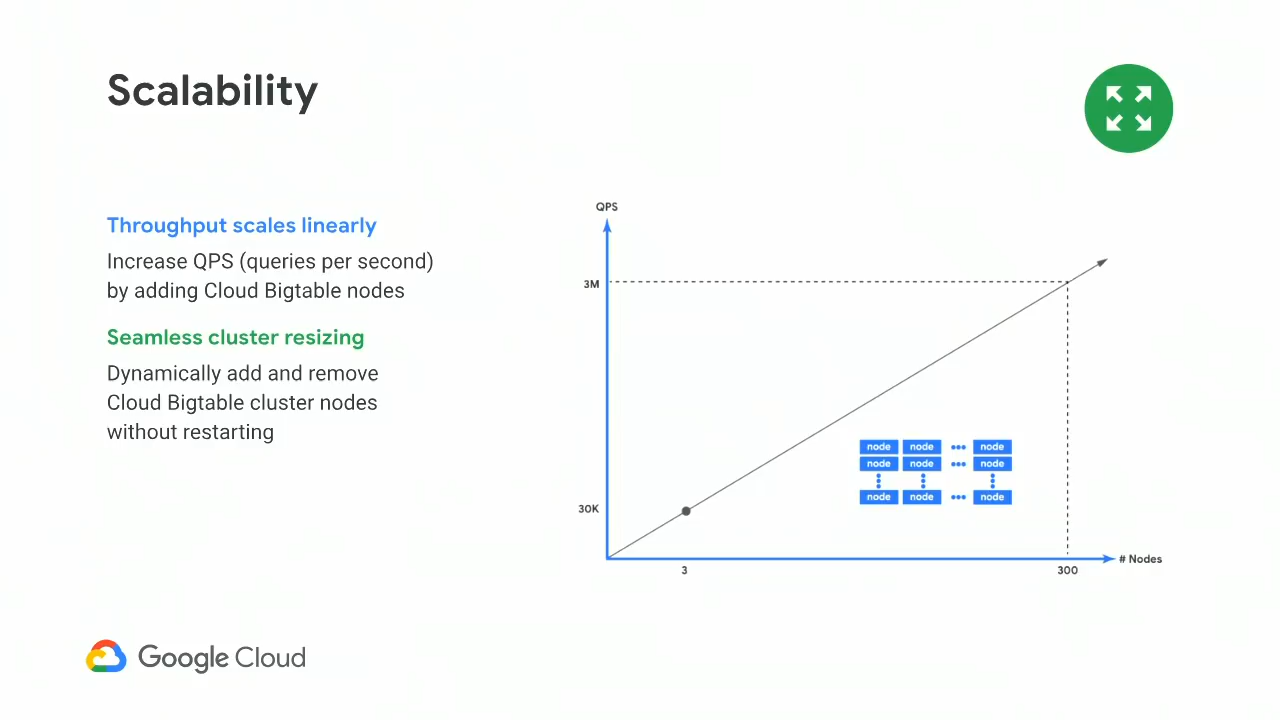 Scalability
Throughput scales linearly
Increase QPS (queries per second)
by adding Cloud Bigtable nodes
Seamless cluster resizing
Dynamically add and remove
Cloud Bigtable cluster nodes
without restarting
QPS
3M
30K
node node ••• node
node node ••• node
node node ••• node
# Nodes
3 300
Google Cloud